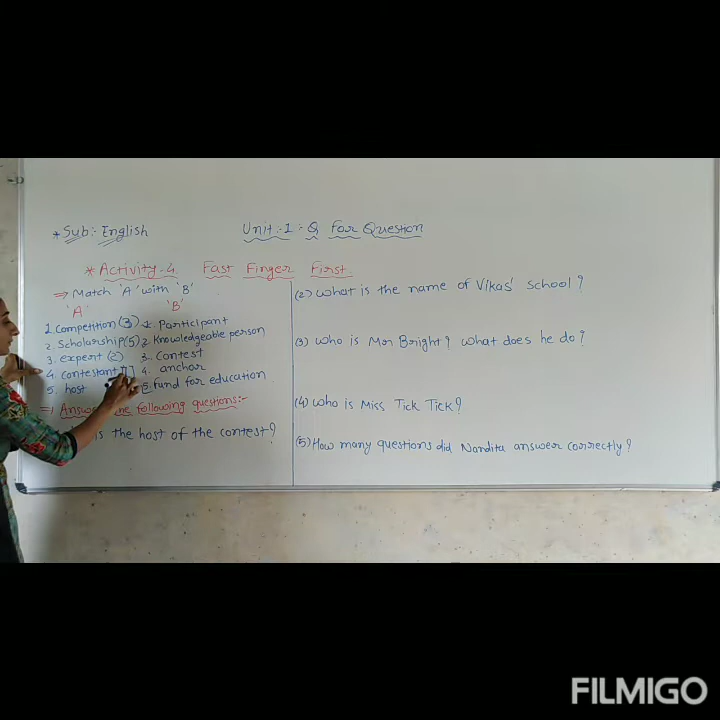 * Sub:- English
Unit:-1:- Q for Question
* Activity-4 Fast Finger First.
⇒ Match 'A' with 'B'
'A' 'B'
1. Competition (3) 1. Participant
2. Scholarship (5) 2. Knowledgeable person
3. expert (2) 3. Contest
4. contestant [1] 4. anchor
5. host 5. Fund for education
⇒ Answer the following questions:-
is the host of the contest?
(2) What is the name of Vikas' school?
(3) Who is Mr Bright? What does he do?
(4) Who is Miss Tick Tick?
(5) How many questions did Nandita answer correctly?
FILMIGO